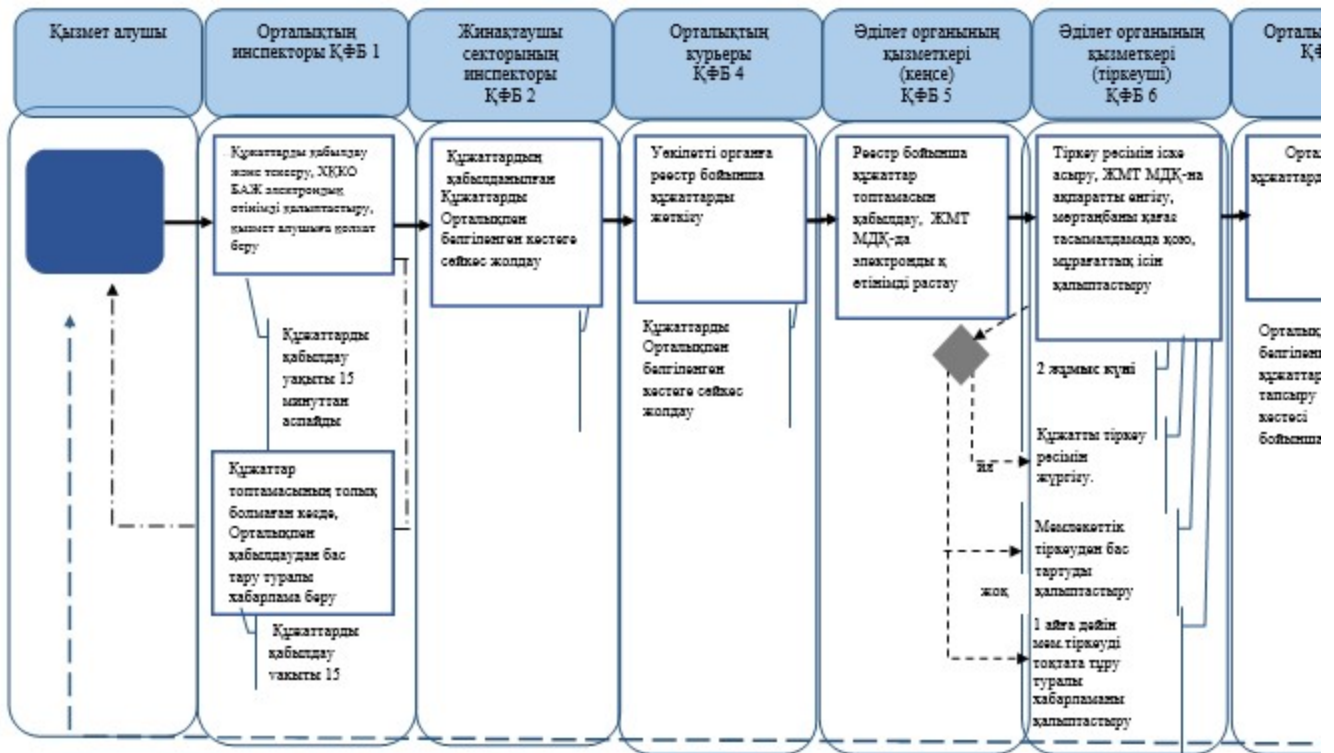 Қызмет алушы
Орталықтың
инспекторы ҚФБ 1
Жинақтаушы
секторының
инспекторы
ҚФБ 2
Орталықтың
курьеры
ҚФБ 4
Әділет органының
қызметкері
(кеңсе)
ҚФБ 5
Әділет органының
қызметкері
(тіркеуші)
ҚФБ 6
Құжаттарды қабылдау
және тексеру, ХҚКО
БАЖ электрондық
өтінімді қалыптастыру,
қызмет алушыға қолхат
беру
Құжаттарды
қабылдау
уақыты 15
минуттан
аспайды
Құжаттар
топтамасының толық
болмаған кезде,
Орталықпен
қабылдаудан бас
тару туралы
хабарлама беру
Құжаттарды
қабылдау
уақыты 15
Құжаттардың
қабылданылған
Құжаттарды
Орталықпен
белгіленген кестеге
сәйкес жолдау
Уәкілетті органға
реестр бойынша
құжаттарды
жеткізу
Құжаттарды
Орталықпен
белгіленген
кестеге сәйкес
жолдау
Реестр бойынша
құжаттар
топтамасын
қабылдау, ЖМТ
МДҚ-да
электронды қ
өтінімді растау
Тіркеу рәсімін іске
асыру, ЖМТ МДҚ-на
ақпаратты енгізу,
мөртаңбаны қағаз
тасымалдамада қою,
мұрағаттық ісін
қалыптастыру
2 жұмыс күні
Құжатты тіркеу
рәсімін
жүргізу.
ия
Мемлекеттік
тіркеуден бас
тартуды
қалыптастыру
жоқ
1 айға дейін
мем.тіркеуді
тоқтата тұру
туралы
хабарламаны
қалыптастыру
тапсыру
кестесі